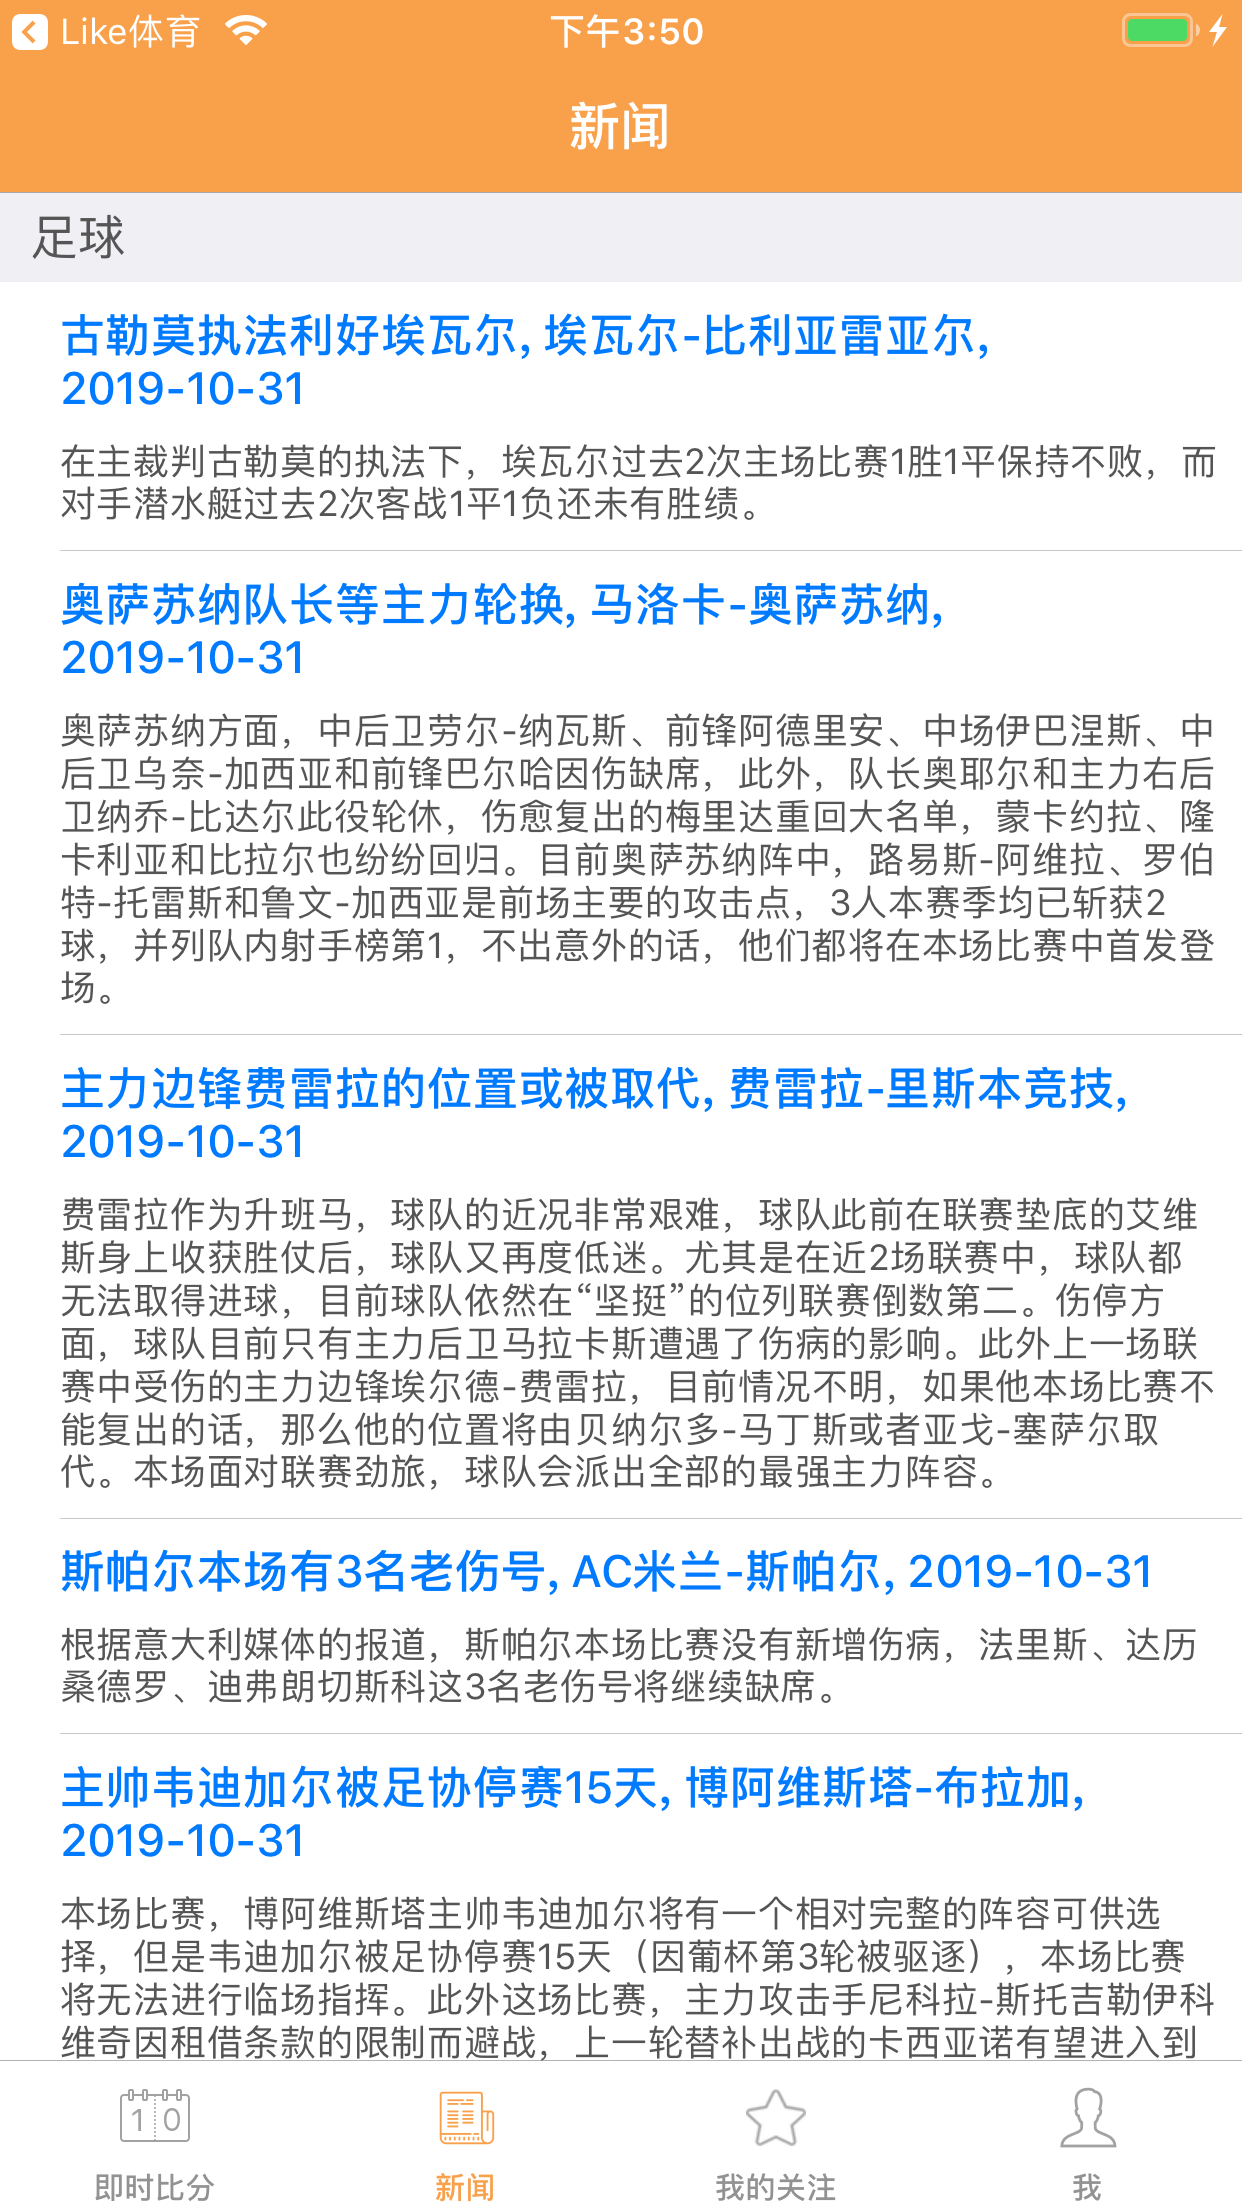 Like体育
下午3:50
新闻
足球
古勒莫执法利好埃瓦尔, 埃瓦尔-比利亚雷亚尔,
2019-10-31
在主裁判古勒莫的执法下，埃瓦尔过去2次主场比赛1胜1平保持不败，而
对手潜水艇过去2次客战1平1负还未有胜绩。
奥萨苏纳队长等主力轮换, 马洛卡-奥萨苏纳,
2019-10-31
奥萨苏纳方面，中后卫劳尔-纳瓦斯、前锋阿德里安、中场伊巴涅斯、中
后卫乌奈-加西亚和前锋巴尔哈因伤缺席，此外，队长奥耶尔和主力右后
卫纳乔-比达尔此役轮休，伤愈复出的梅里达重回大名单，蒙卡约拉、隆
卡利亚和比拉尔也纷纷回归。目前奥萨苏纳阵中，路易斯-阿维拉、罗伯
特-托雷斯和鲁文-加西亚是前场主要的攻击点，3人本赛季均已斩获2
球，并列队内射手榜第1，不出意外的话，他们都将在本场比赛中首发登
场。
主力边锋费雷拉的位置或被取代, 费雷拉-里斯本竞技,
2019-10-31
费雷拉作为升班马，球队的近况非常艰难，球队此前在联赛垫底的艾维
斯身上收获胜仗后，球队又再度低迷。尤其是在近2场联赛中，球队都
无法取得进球，目前球队依然在“坚挺”的位列联赛倒数第二。伤停方
面，球队目前只有主力后卫马拉卡斯遭遇了伤病的影响。此外上一场联
赛中受伤的主力边锋埃尔德-费雷拉，目前情况不明，如果他本场比赛不
能复出的话，那么他的位置将由贝纳尔多-马丁斯或者亚戈-塞萨尔取
代。本场面对联赛劲旅，球队会派出全部的最强主力阵容。
斯帕尔本场有3名老伤号, AC米兰-斯帕尔, 2019-10-31
根据意大利媒体的报道，斯帕尔本场比赛没有新增伤病，法里斯、达历
桑德罗、迪弗朗切斯科这3名老伤号将继续缺席。
主帅韦迪加尔被足协停赛15天, 博阿维斯塔-布拉加,
2019-10-31
本场比赛，博阿维斯塔主帅韦迪加尔将有一个相对完整的阵容可供选
择，但是韦迪加尔被足协停赛15天（因葡杯第3轮被驱逐），本场比赛
将无法进行临场指挥。此外这场比赛，主力攻击手尼科拉-斯托吉勒伊科
维奇因租借条款的限制而避战，上一轮替补出战的卡西亚诺有望进入到
10
即时比分
新闻
我的关注
我